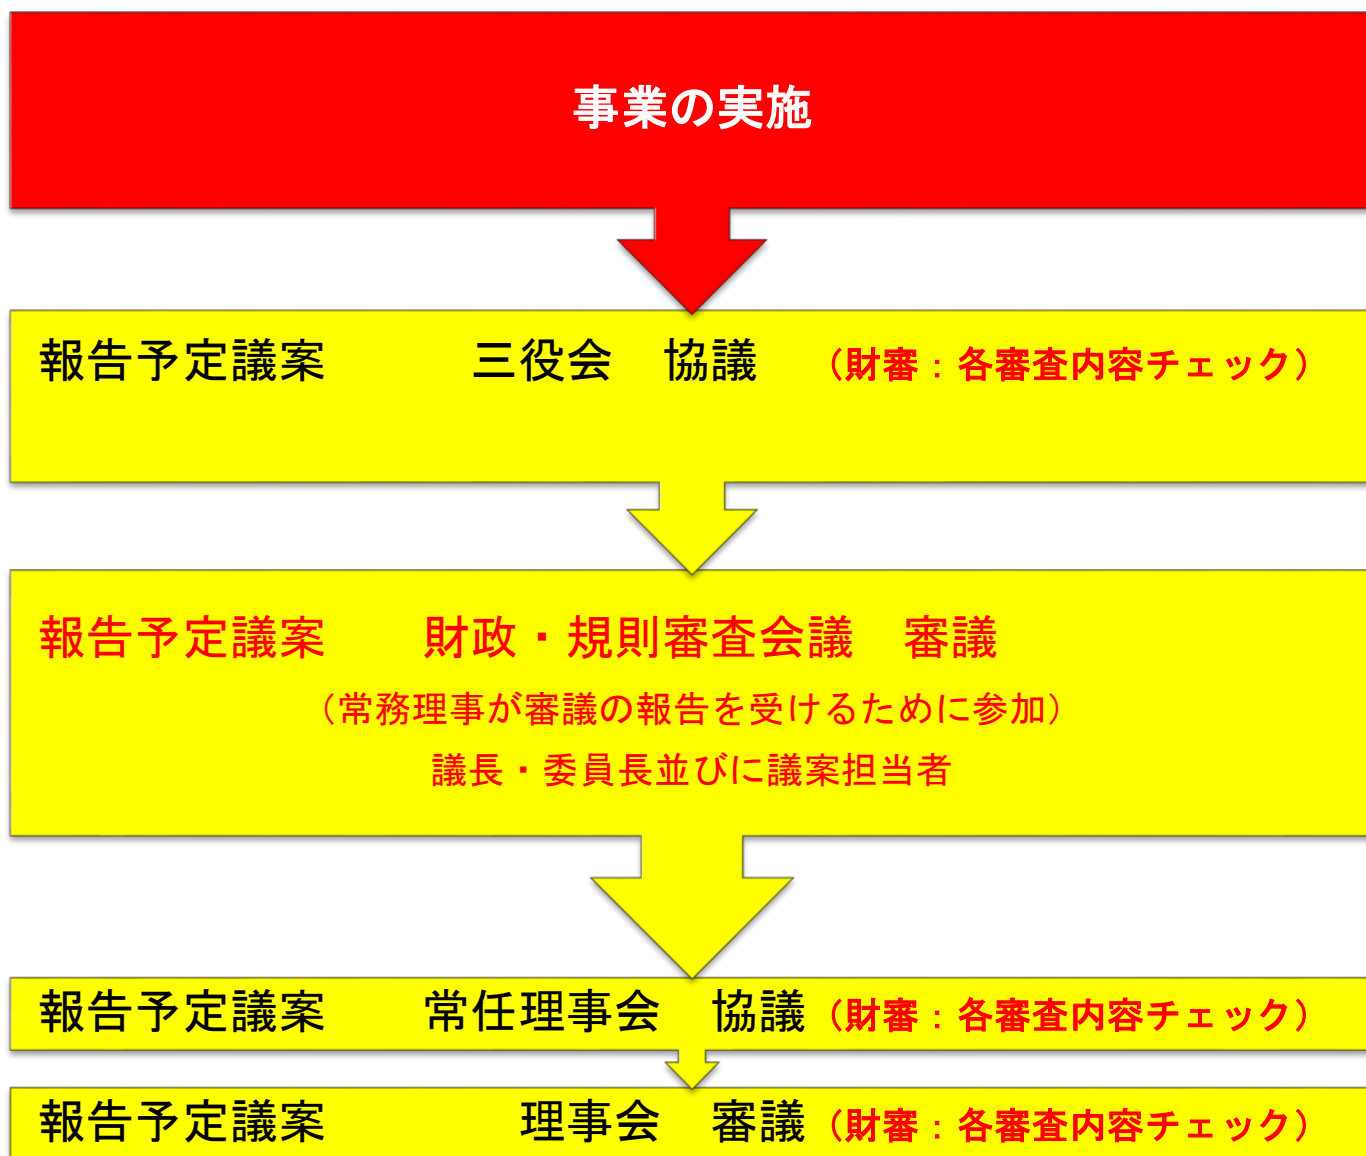 事業の実施
報告予定議案　　　三役会　協議　（財審：各審査内容チェック）
報告予定議案　　財政・規則審査会議　審議
（常務理事が審議の報告を受けるために参加）
議長・委員長並びに議案担当者
報告予定議案　　常任理事会　協議（財審：各審査内容チェック）
報告予定議案　　　　理事会　審議（財審：各審査内容チェック）